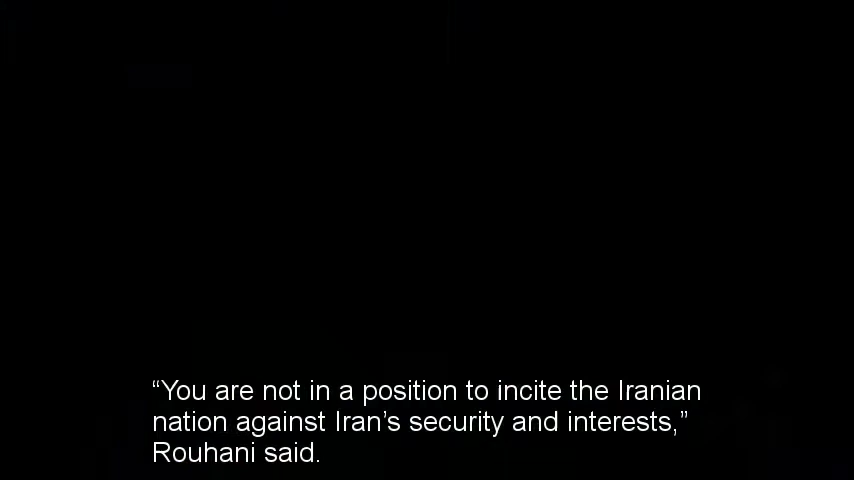 “You are not in a position to incite the Iranian
nation against Iran’s security and interests,”
Rouhani said.